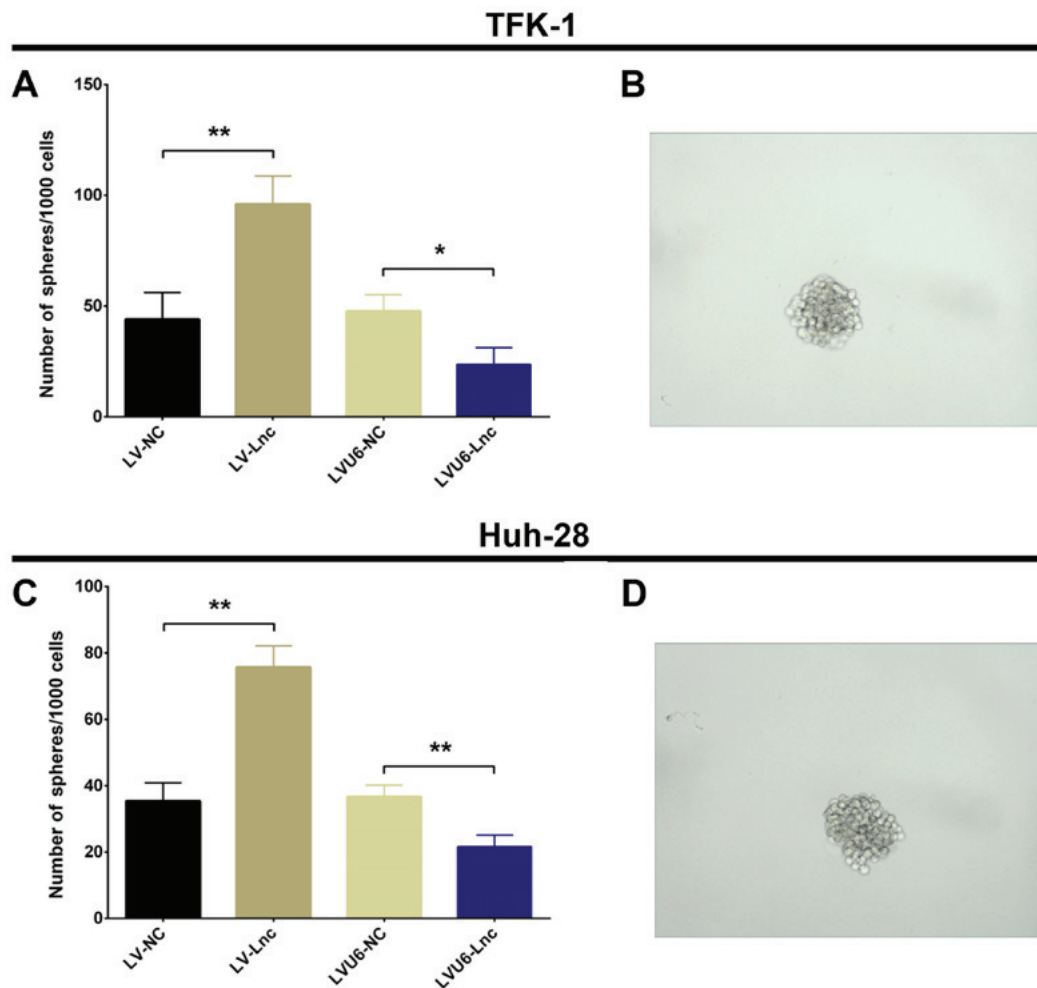 TFK-1
A
B
Number of spheres/1000 cells
150
100
50
0
**
*
LV-NC
LV-Lnc
LVU6-NC
LVU6-Lnc
Huh-28
C
D
Number of spheres/1000 cells
100
80
60
40
20
0
**
**
LV-NC
LV-Lnc
LVU6-NC
LVU6-Lnc